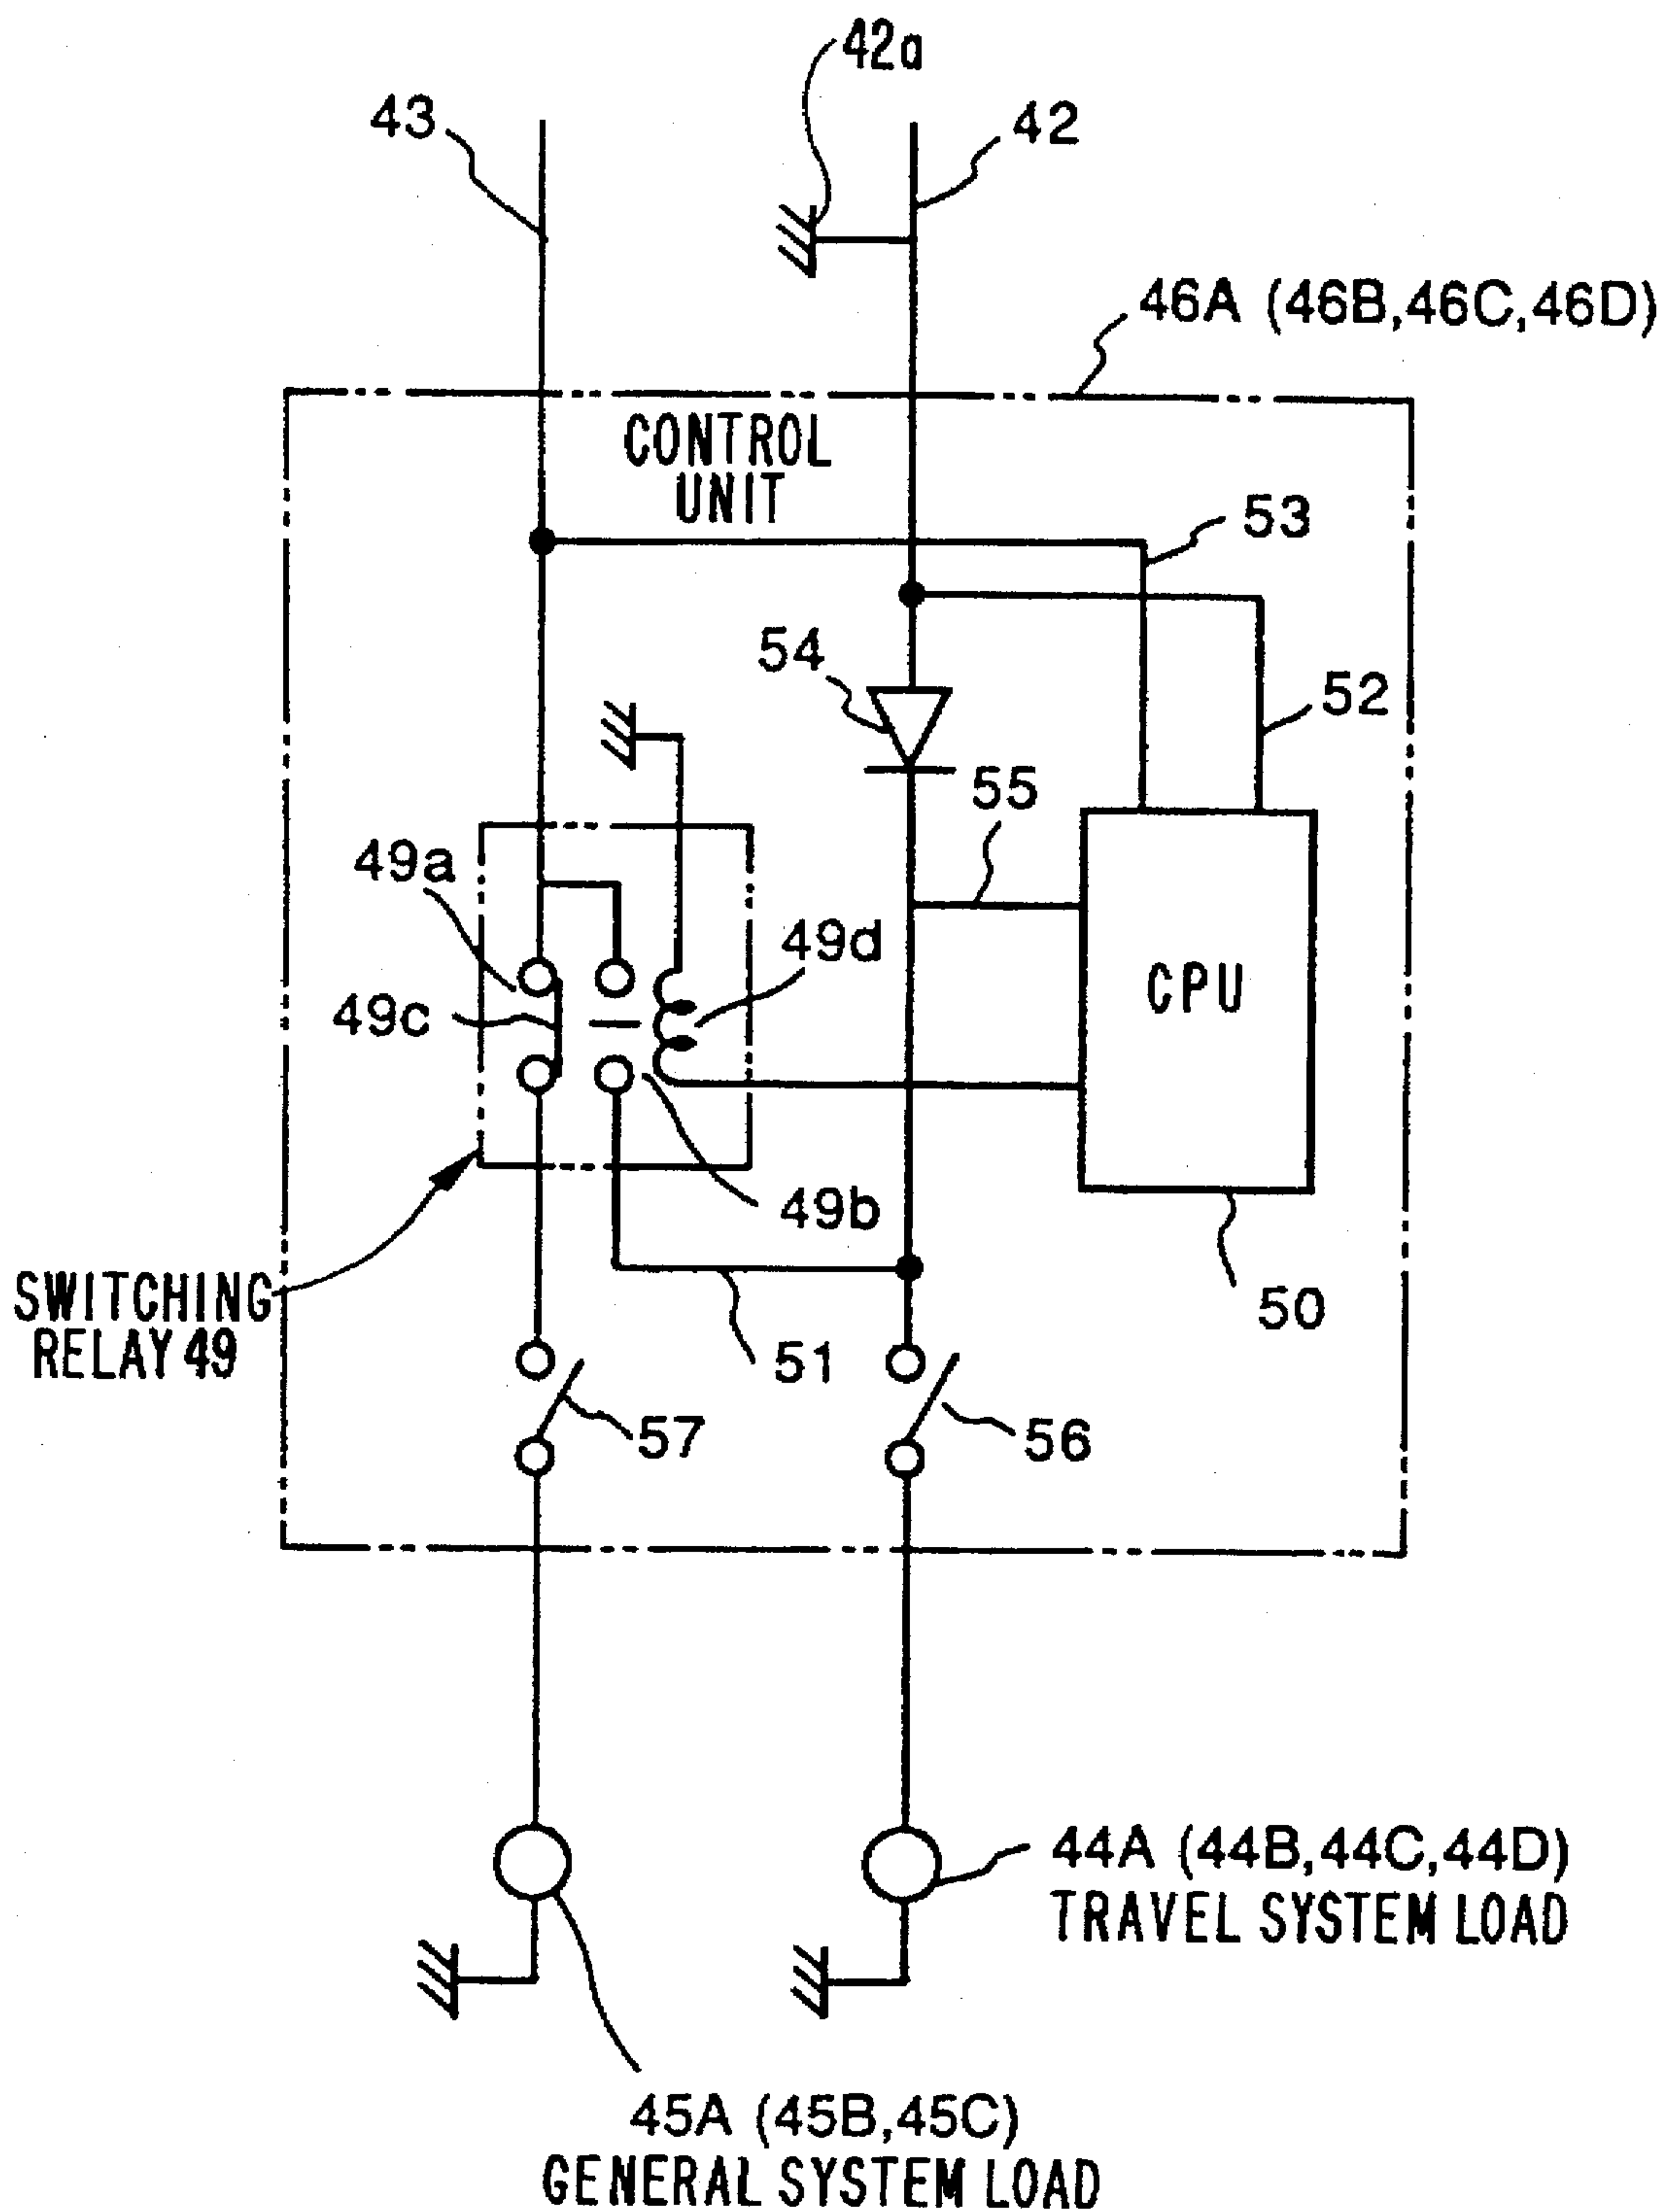 42a
43
42
46A (46B,46C,46D)
CONTROL
UNIT
53
54
52
55
49a
49d
CPU
49c
49b
SWITCHING
RELAY 49
50
51
57
56
44A (44B,44C,44D)
TRAVEL SYSTEM LOAD
45A (45B,45C)
GENERAL SYSTEM LOAD